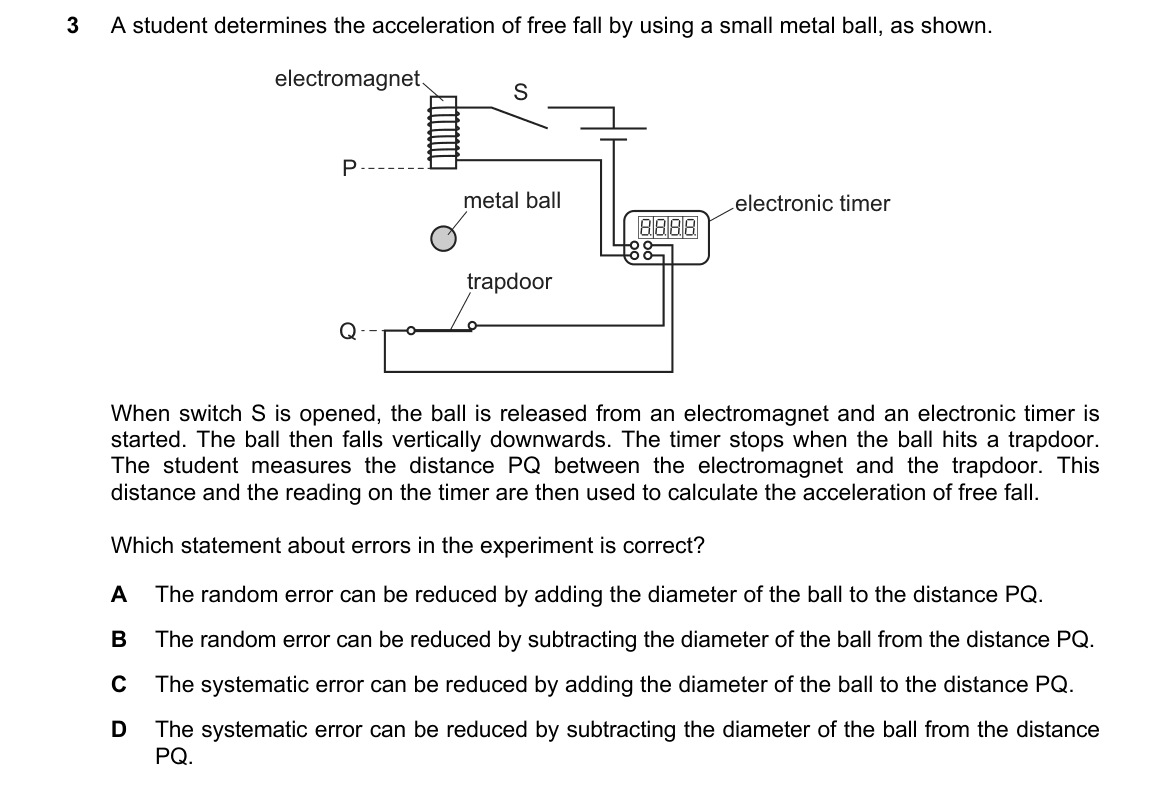 3 A student determines the acceleration of free fall by using a small metal ball, as shown.
electromagnet
S
P
metal ball
electronic timer
8.8.8.8.
trapdoor
Q
When switch S is opened, the ball is released from an electromagnet and an electronic timer is
started. The ball then falls vertically downwards. The timer stops when the ball hits a trapdoor.
The student measures the distance PQ between the electromagnet and the trapdoor. This
distance and the reading on the timer are then used to calculate the acceleration of free fall.
Which statement about errors in the experiment is correct?
A The random error can be reduced by adding the diameter of the ball to the distance PQ.
B The random error can be reduced by subtracting the diameter of the ball from the distance PQ.
C The systematic error can be reduced by adding the diameter of the ball to the distance PQ.
D The systematic error can be reduced by subtracting the diameter of the ball from the distance
PQ.